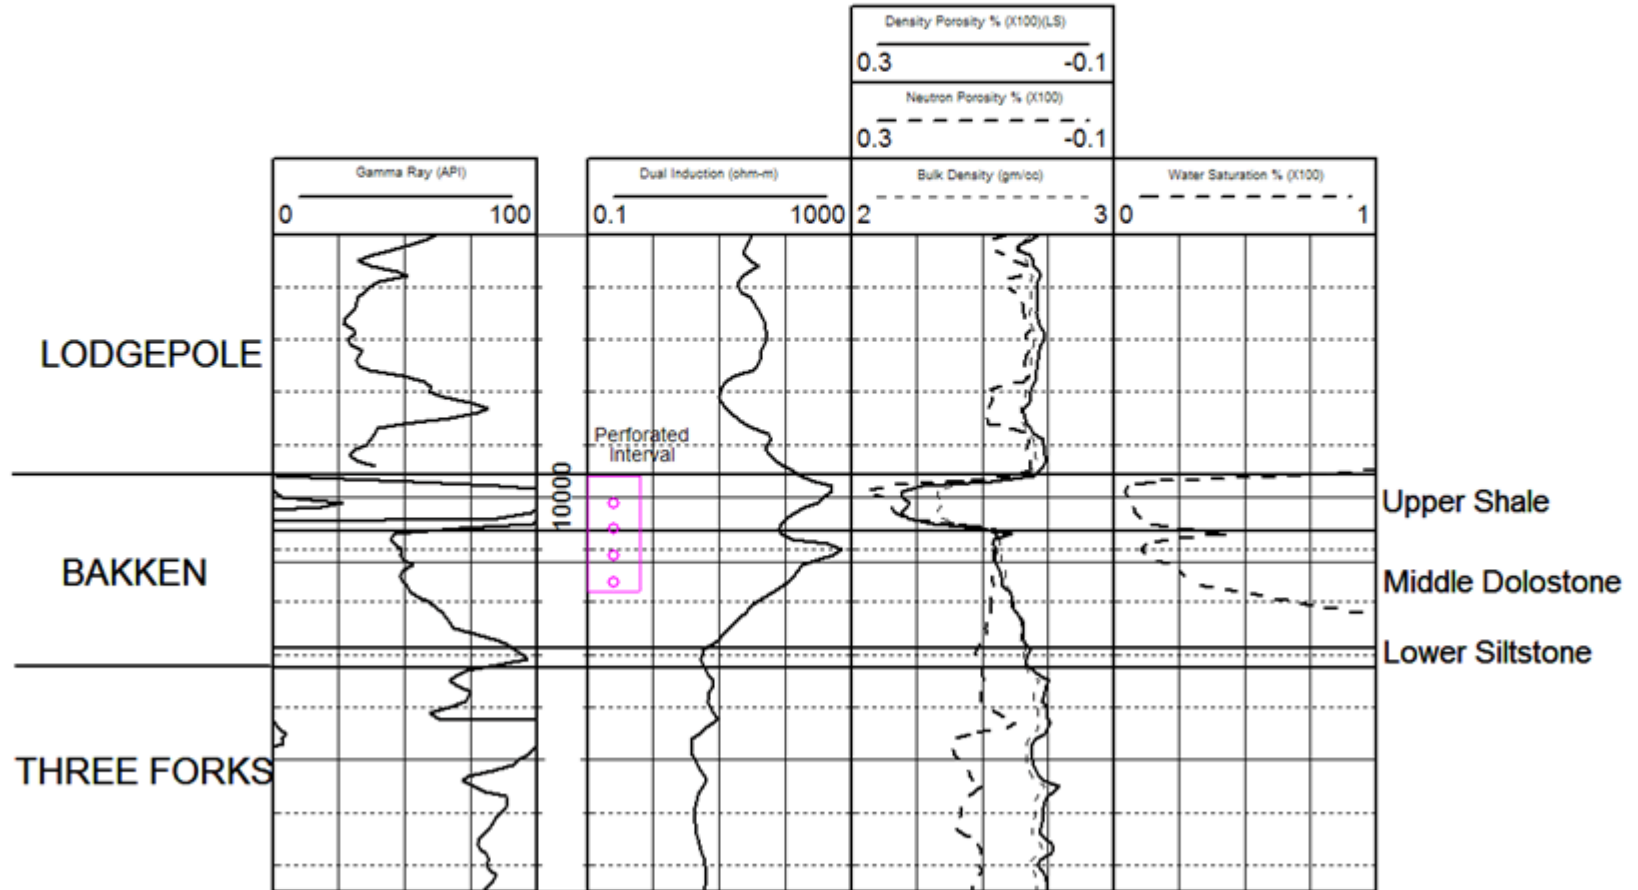 Density Porosity % (X100)(LS)
0.3 -0.1
Neutron Porosity % (X100)
0.3 -0.1
Gamma Ray (API)
0 100
Dual Induction (ohm-m)
0.1 1000
Bulk Density (gm/cc)
2 3
Water Saturation % (X100)
0 1
LODGEPOLE
Perforated
Interval
10000
Upper Shale
BAKKEN
Middle Dolostone
Lower Siltstone
THREE FORKS